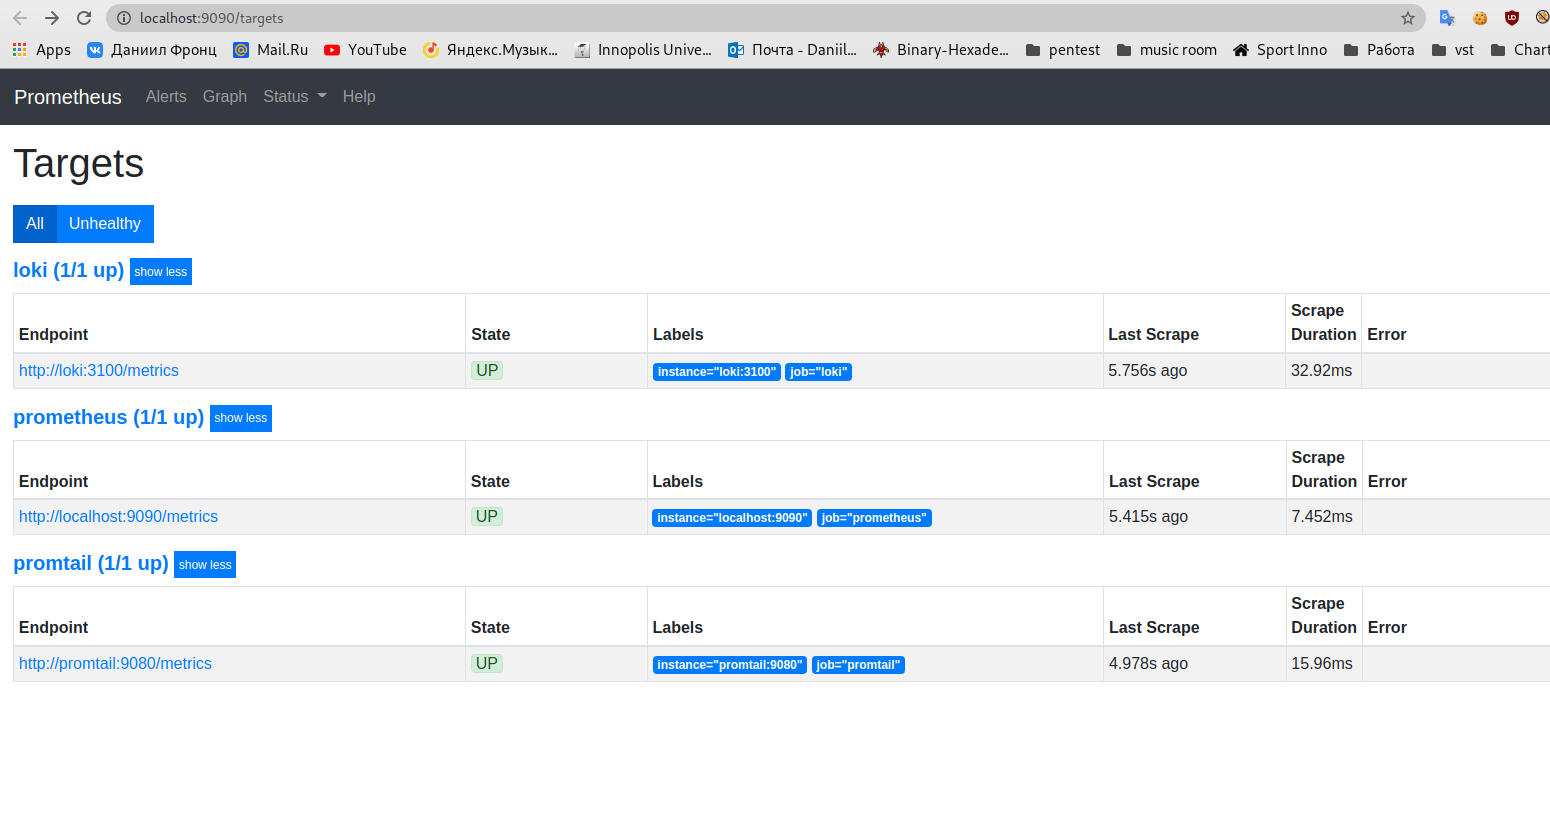 localhost:9090/targets
Apps Даниил Фронц Mail.Ru YouTube Яндекс.Музык... Innopolis Unive... Почта - Daniil... Binary-Hexade... pentest music room Sport Inno Работа vst Chart
Prometheus Alerts Graph Status Help
Targets
All Unhealthy
loki (1/1 up) show less
Endpoint State Labels Last Scrape Scrape Duration Error
http://loki:3100/metrics UP instance="loki:3100" job="loki" 5.756s ago 32.92ms
prometheus (1/1 up) show less
Endpoint State Labels Last Scrape Scrape Duration Error
http://localhost:9090/metrics UP instance="localhost:9090" job="prometheus" 5.415s ago 7.452ms
promtail (1/1 up) show less
Endpoint State Labels Last Scrape Scrape Duration Error
http://promtail:9080/metrics UP instance="promtail:9080" job="promtail" 4.978s ago 15.96ms